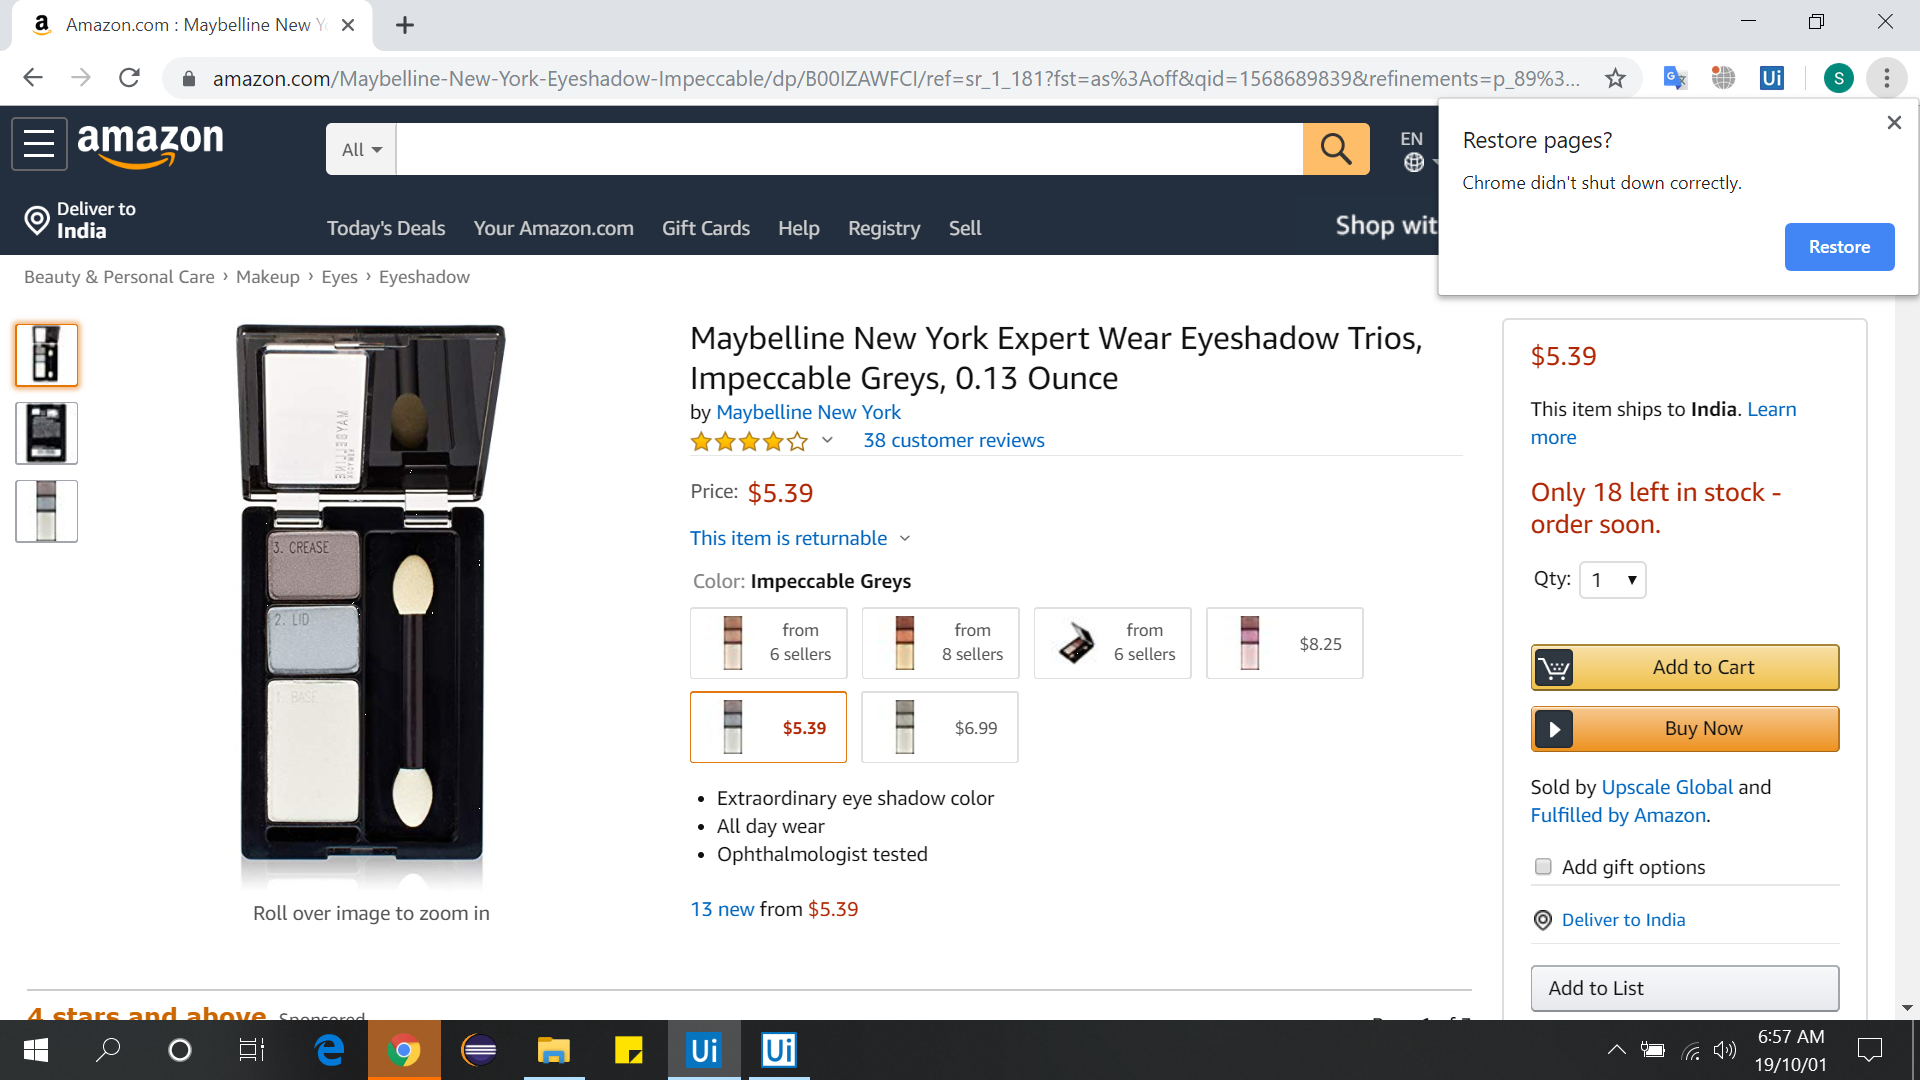 Amazon.com : Maybelline New Y
amazon.com/Maybelline-New-York-Eyeshadow-Impeccable/dp/B00IZAWFCI/ref=sr_1_181?fst=as%3Aoff&qid=1568689839&refinements=p_89%3...
S
Restore pages?
Chrome didn't shut down correctly.
Restore
amazon
All
EN
Deliver to
India
Today's Deals
Your Amazon.com
Gift Cards
Help
Registry
Sell
Shop wit
Beauty & Personal Care › Makeup › Eyes › Eyeshadow
MAYBELLINE
3. CREASE
2. LID
1. BASE
Roll over image to zoom in
Maybelline New York Expert Wear Eyeshadow Trios,
Impeccable Greys, 0.13 Ounce
by Maybelline New York
38 customer reviews
Price: $5.39
This item is returnable
Color: Impeccable Greys
from
6 sellers
from
8 sellers
from
6 sellers
$8.25
$5.39
$6.99
• Extraordinary eye shadow color
• All day wear
• Ophthalmologist tested
13 new from $5.39
$5.39
This item ships to India. Learn
more
Only 18 left in stock -
order soon.
Qty: 1
Add to Cart
Buy Now
Sold by Upscale Global and
Fulfilled by Amazon.
Add gift options
Deliver to India
Add to List
4 stars and above Sponsored
Ui
Ui
6:57 AM
19/10/01